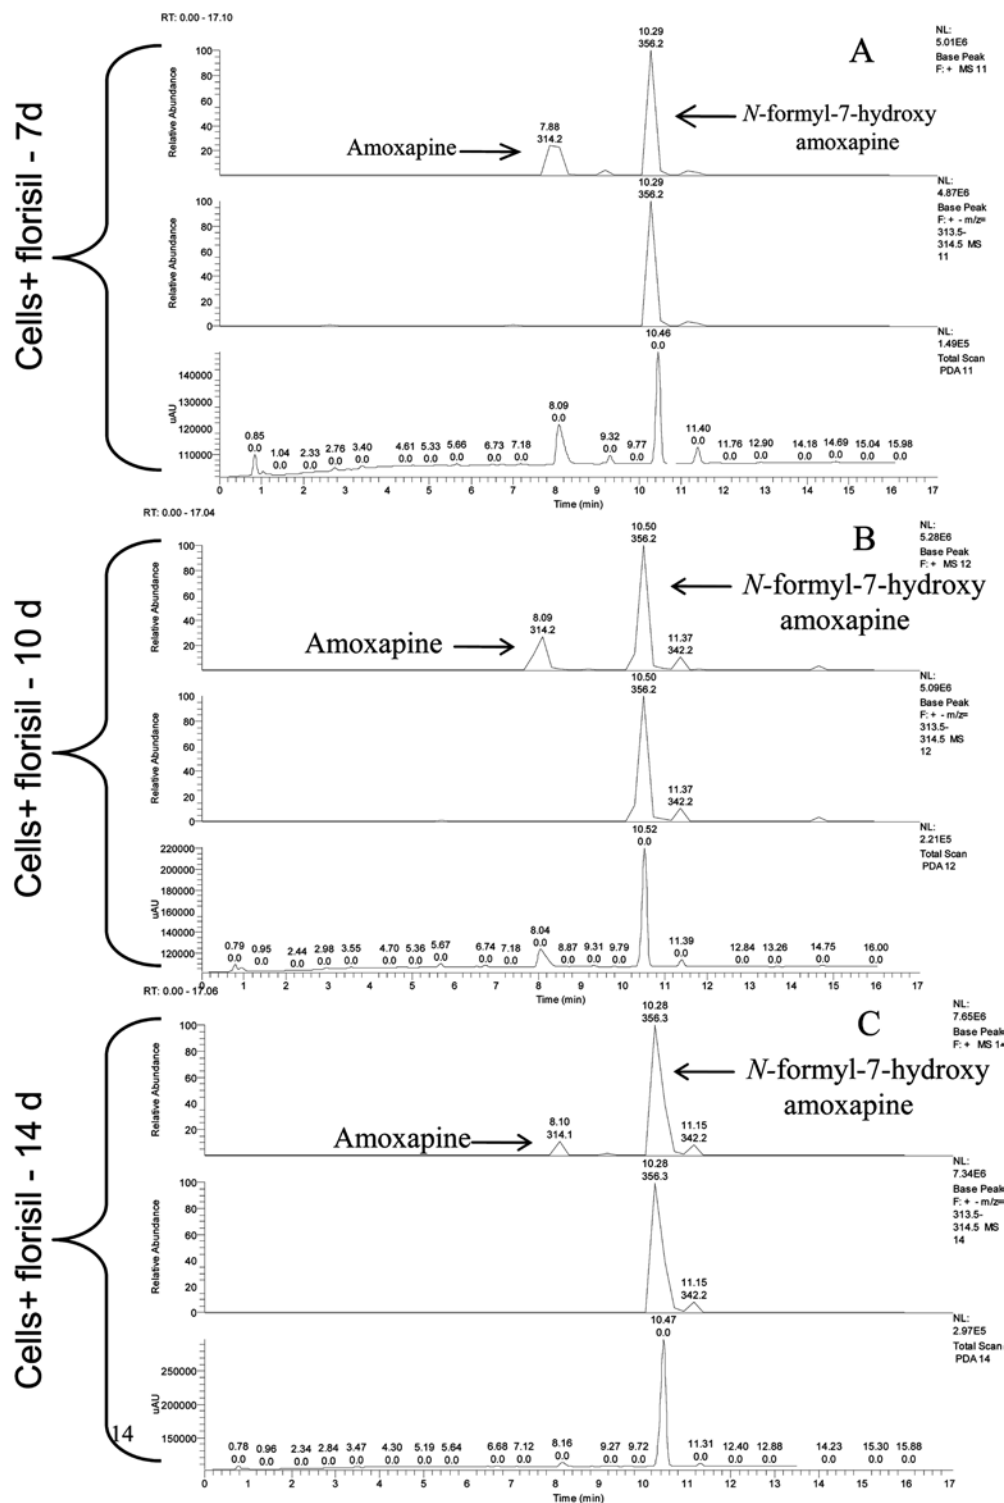 RT: 0.00 - 17.10
Cells+ florisil - 7d
A
NL:
5.01E6
Base Peak
F: + MS 11
Relative Abundance
100
80
60
40
20
10.29
356.2
7.88
314.2
Amoxapine
N-formyl-7-hydroxy
amoxapine
NL:
4.87E6
Base Peak
F: + - m/z=
313.5-
314.5 MS
11
Relative Abundance
100
80
60
40
20
0
10.29
356.2
NL:
1.49E5
Total Scan
PDA 11
uAU
140000
130000
120000
110000
10.46
0.0
8.09
0.0
0.85 1.04 2.33 2.76 3.40 4.61 5.33 5.66 6.73 7.18 9.32 9.77 11.40 11.76 12.90 14.18 14.69 15.04 15.98
0.0 0.0 0.0 0.0 0.0 0.0 0.0 0.0 0.0 0.0 0.0 0.0 0.0 0.0 0.0 0.0 0.0 0.0 0.0
0 1 2 3 4 5 6 7 8 9 10 11 12 13 14 15 16 17
Time (min)
RT: 0.00 - 17.04
Cells+ florisil - 10 d
B
NL:
5.28E6
Base Peak
F: + MS 12
Relative Abundance
100
80
60
40
20
10.50
356.2
8.09
314.2
11.37
342.2
Amoxapine
N-formyl-7-hydroxy
amoxapine
NL:
5.09E6
Base Peak
F: + - m/z=
313.5-
314.5 MS
12
Relative Abundance
100
80
60
40
20
0
10.50
356.2
11.37
342.2
NL:
2.21E5
Total Scan
PDA 12
uAU
220000
200000
180000
160000
140000
120000
10.52
0.0
8.04
0.0
0.79 0.95 2.44 2.98 3.55 4.70 5.36 5.67 6.74 7.18 8.87 9.31 9.79 11.39 12.84 13.26 14.75 16.00
0.0 0.0 0.0 0.0 0.0 0.0 0.0 0.0 0.0 0.0 0.0 0.0 0.0 0.0 0.0 0.0 0.0 0.0
0 1 2 3 4 5 6 7 8 9 10 11 12 13 14 15 16 17
Time (min)
RT: 0.00 - 17.06
Cells+ florisil - 14 d
C
NL:
7.65E6
Base Peak
F: + MS 14
Relative Abundance
100
80
60
40
20
10.28
356.3
8.10
314.1
11.15
342.2
Amoxapine
N-formyl-7-hydroxy
amoxapine
NL:
7.34E6
Base Peak
F: + - m/z=
313.5-
314.5 MS
14
Relative Abundance
100
80
60
40
20
0
10.28
356.3
11.15
342.2
NL:
2.97E5
Total Scan
PDA 14
uAU
250000
200000
150000
10.47
0.0
0.78 0.96 2.34 2.84 3.47 4.30 5.19 5.64 6.68 7.12 8.16 9.27 9.72 11.31 12.40 12.88 14.23 15.30 15.88
0.0 0.0 0.0 0.0 0.0 0.0 0.0 0.0 0.0 0.0 0.0 0.0 0.0 0.0 0.0 0.0 0.0 0.0 0.0
0 1 2 3 4 5 6 7 8 9 10 11 12 13 14 15 16 17
Time (min)
14